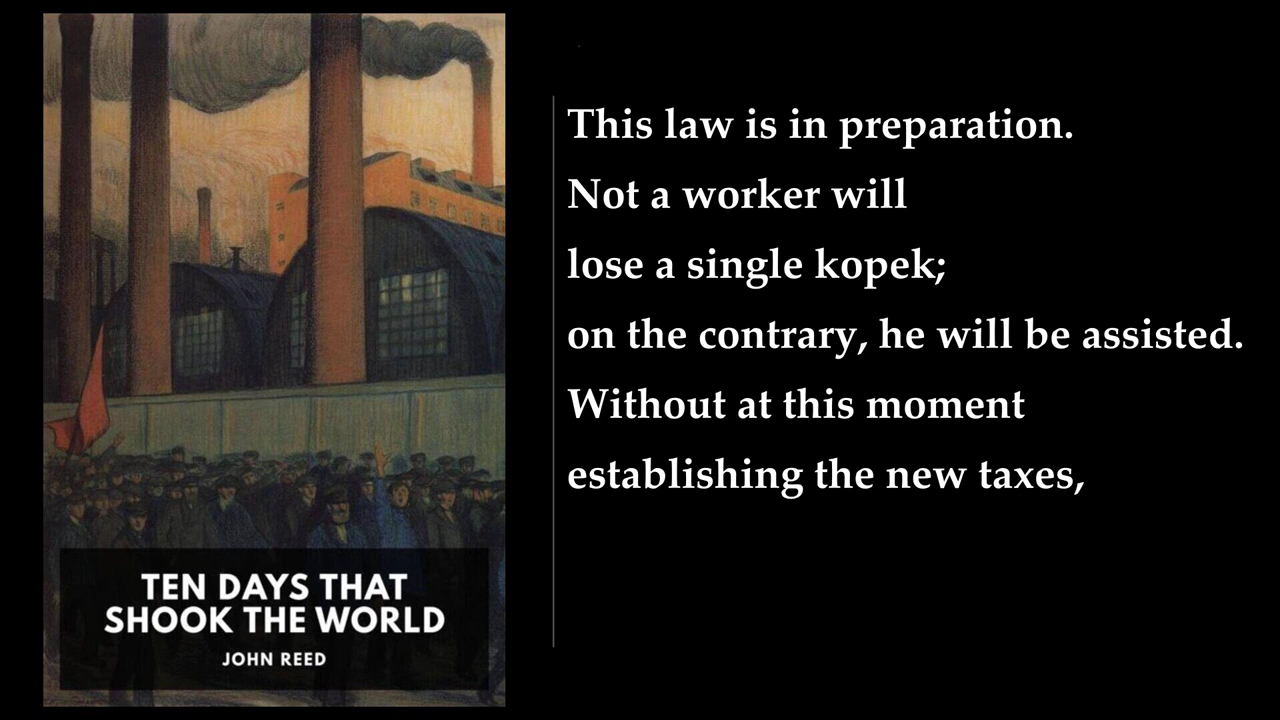 TEN DAYS THAT
SHOOK THE WORLD
JOHN REED
This law is in preparation.
Not a worker will
lose a single kopek;
on the contrary, he will be assisted.
Without at this moment
establishing the new taxes,